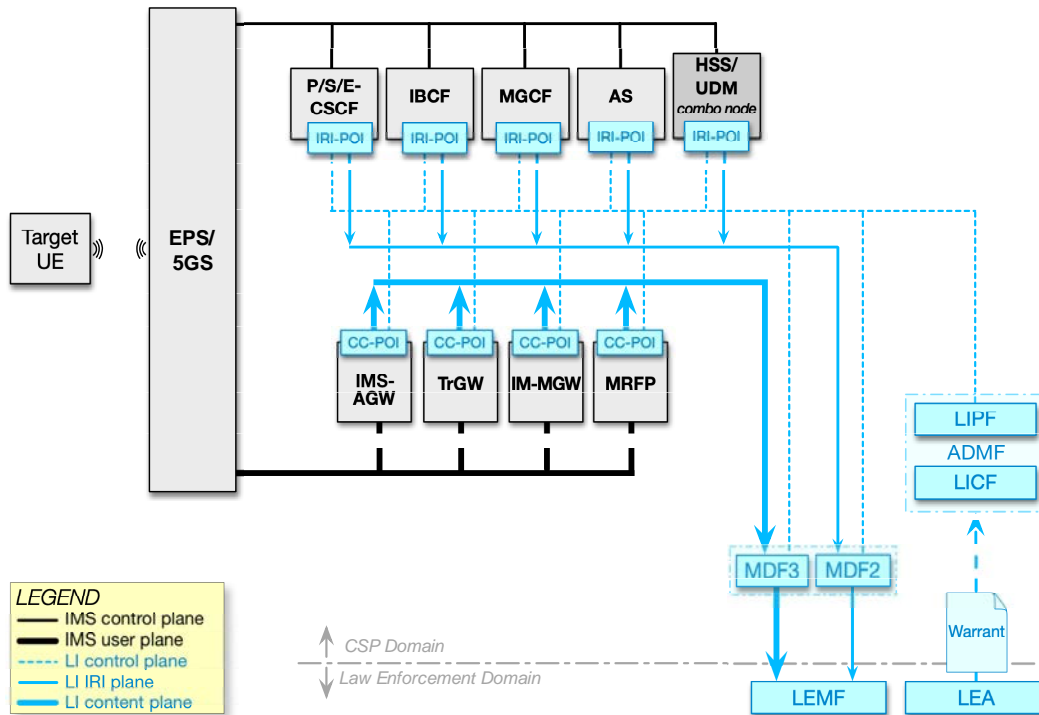 P/S/E-
CSCF
IRI-POI
IBCF
IRI-POI
MGCF
IRI-POI
AS
IRI-POI
HSS/
UDM
combo node
IRI-POI
Target
UE
EPS/
5GS
CC-POI
IMS-
AGW
CC-POI
TrGW
CC-POI
IM-MGW
CC-POI
MRFP
LIPF
ADMF
LICF
MDF3
MDF2
LEGEND
IMS control plane
IMS user plane
LI control plane
LI IRI plane
LI content plane
CSP Domain
Law Enforcement Domain
Warrant
LEMF
LEA